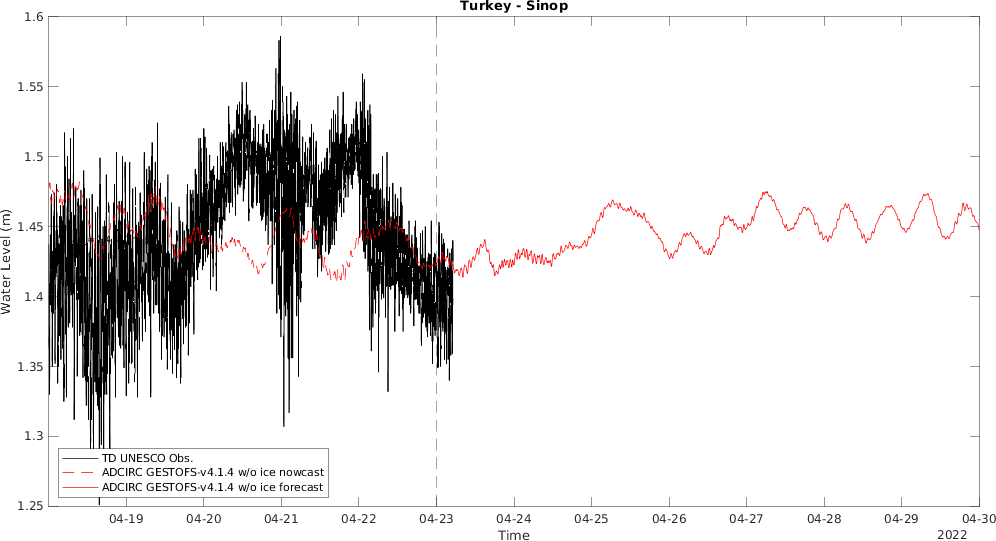 Turkey - Sinop
1.6
1.55
1.5
1.45
1.4
1.35
1.3
1.25
Water Level (m)
TD UNESCO Obs.
ADCIRC GESTOFS-v4.1.4 w/o ice nowcast
ADCIRC GESTOFS-v4.1.4 w/o ice forecast
04-19 04-20 04-21 04-22 04-23 04-24 04-25 04-26 04-27 04-28 04-29 04-30
Time
2022